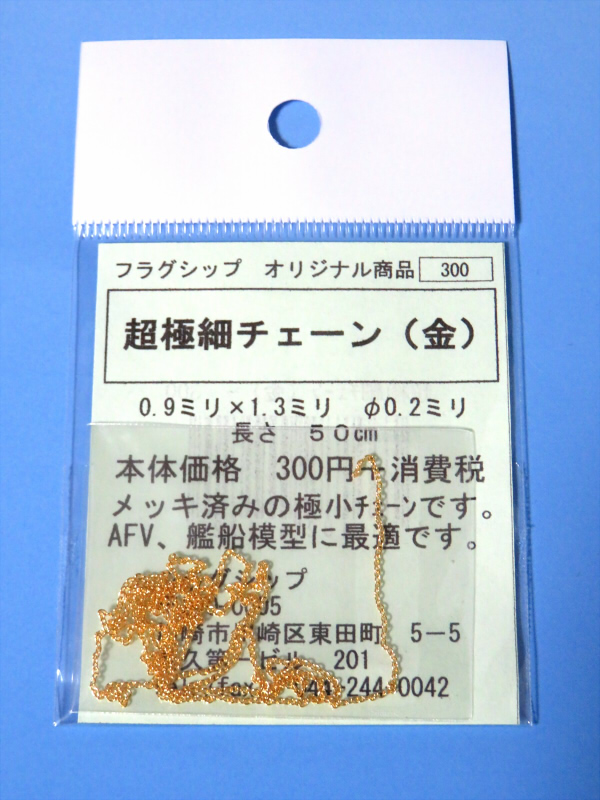 フラグシップ オリジナル商品 300
超極細チェーン（金）
0.9ミリ×1.3ミリ φ0.2ミリ
長さ 50㎝
本体価格 300円＋消費税
メッキ済みの極小ﾁｪｰﾝです。
AFV、艦船模型に最適です。
グシップ
崎市 崎区東田町 5－5
ビル 201
244-0042